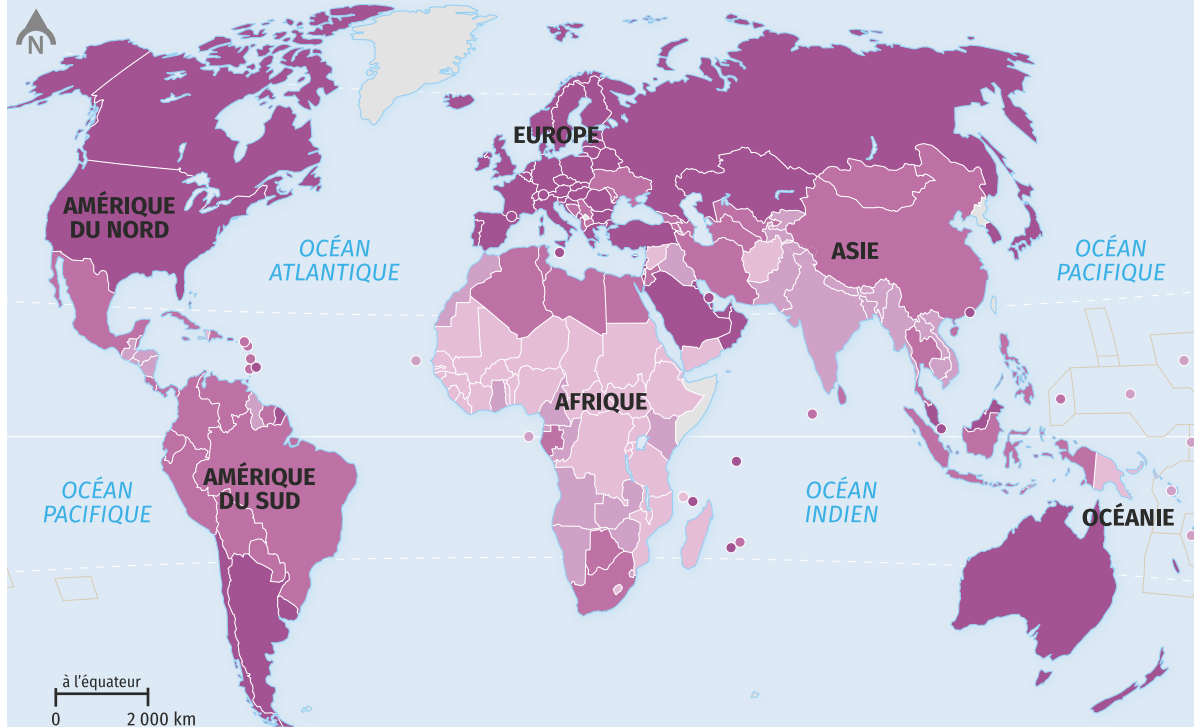 N
EUROPE
AMÉRIQUE
DU NORD
OCÉAN
ATLANTIQUE
ASIE
OCÉAN
PACIFIQUE
AFRIQUE
AMÉRIQUE
DU SUD
OCÉAN
PACIFIQUE
OCÉAN
INDIEN
OCÉANIE
à l'équateur
0 2 000 km